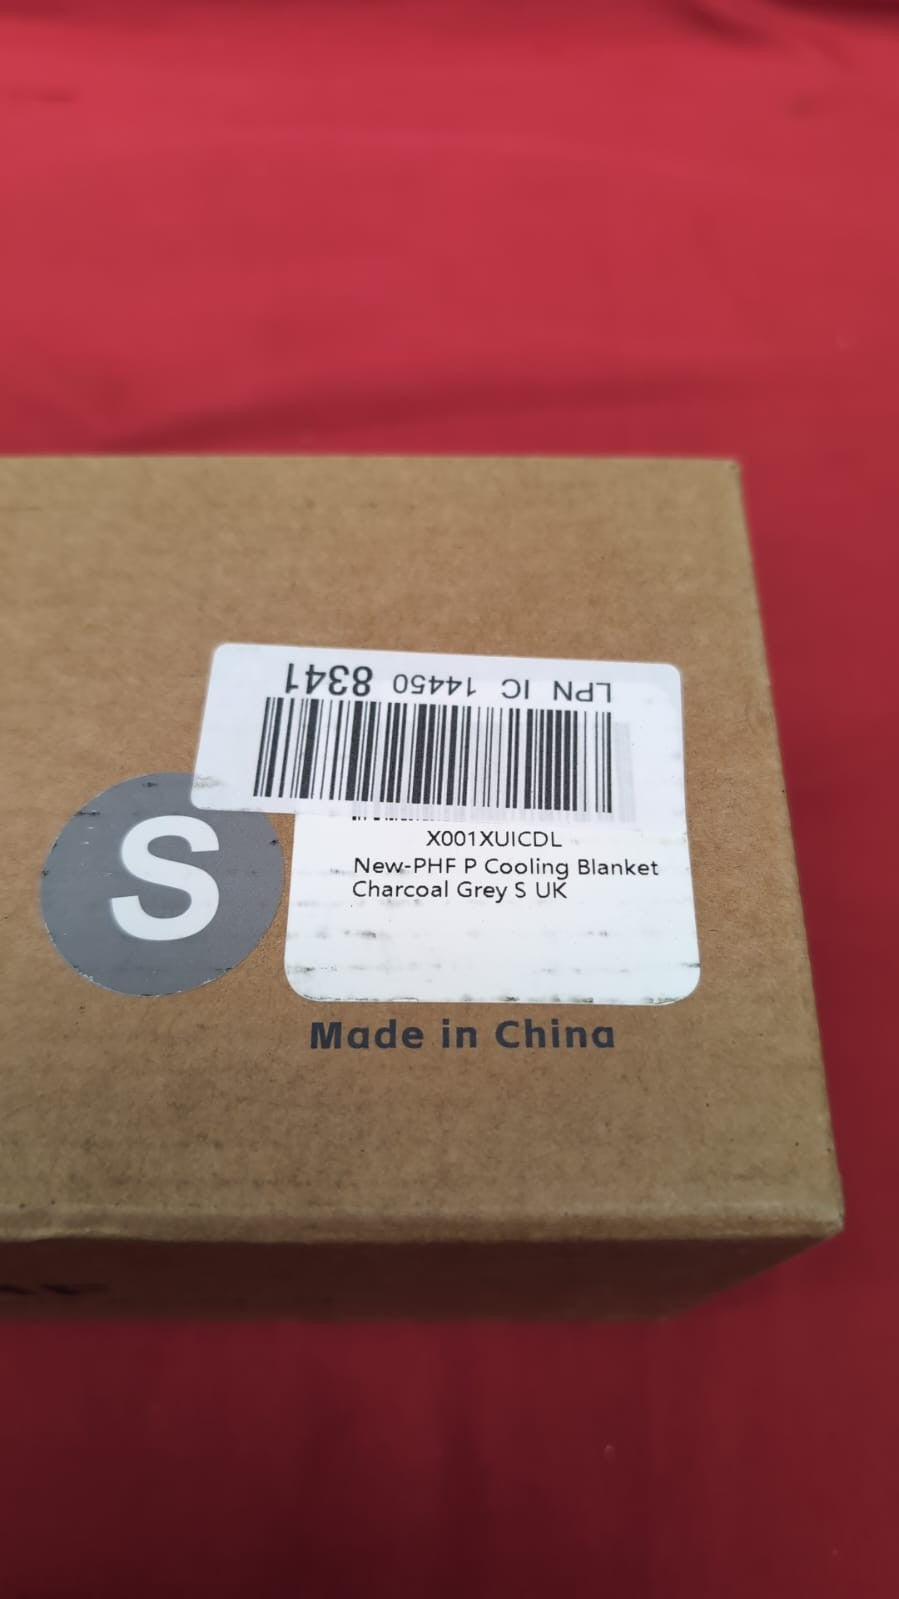 LPN IC 14450 8341
S
X001XUICDL
New-PHF P Cooling Blanket
Charcoal Grey S UK
Made in China